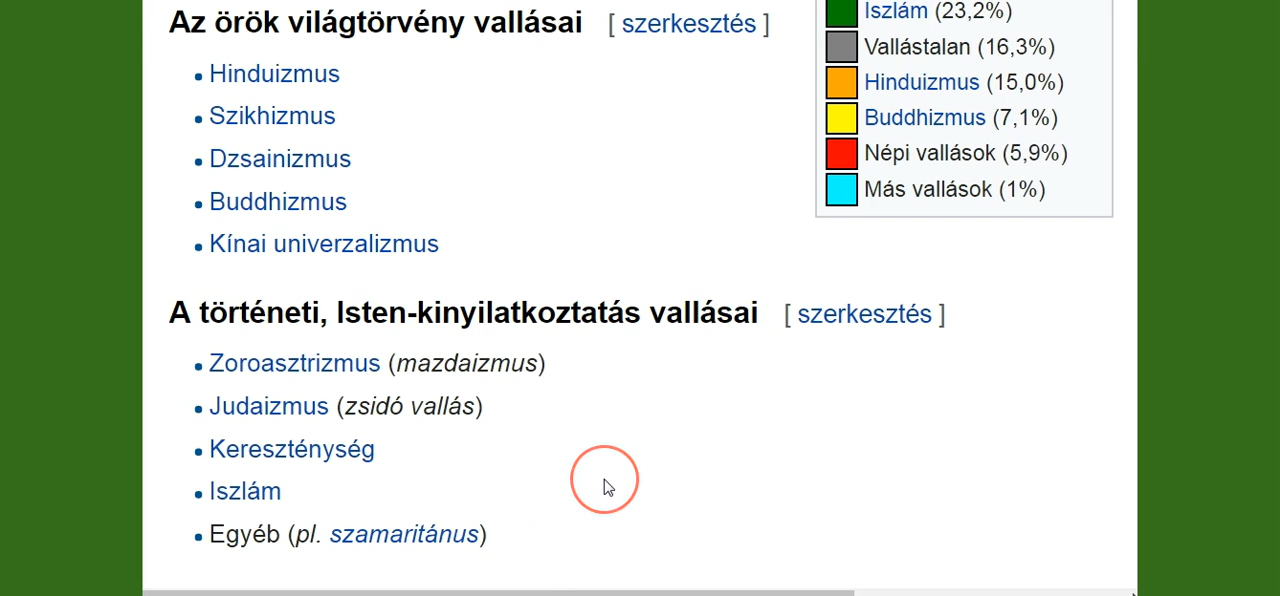 Az örök világtörvény vallásai [ szerkesztés ]
Hinduizmus
Szikhizmus
Dzsainizmus
Buddhizmus
Kínai univerzalizmus
A történeti, Isten-kinyilatkoztatás vallásai [ szerkesztés ]
Zoroasztrizmus (mazdaizmus)
Judaizmus (zsidó vallás)
Kereszténység
Iszlám
Egyéb (pl. szamaritánus)
Iszlám (23,2%)
Vallástalan (16,3%)
Hinduizmus (15,0%)
Buddhizmus (7,1%)
Népi vallások (5,9%)
Más vallások (1%)